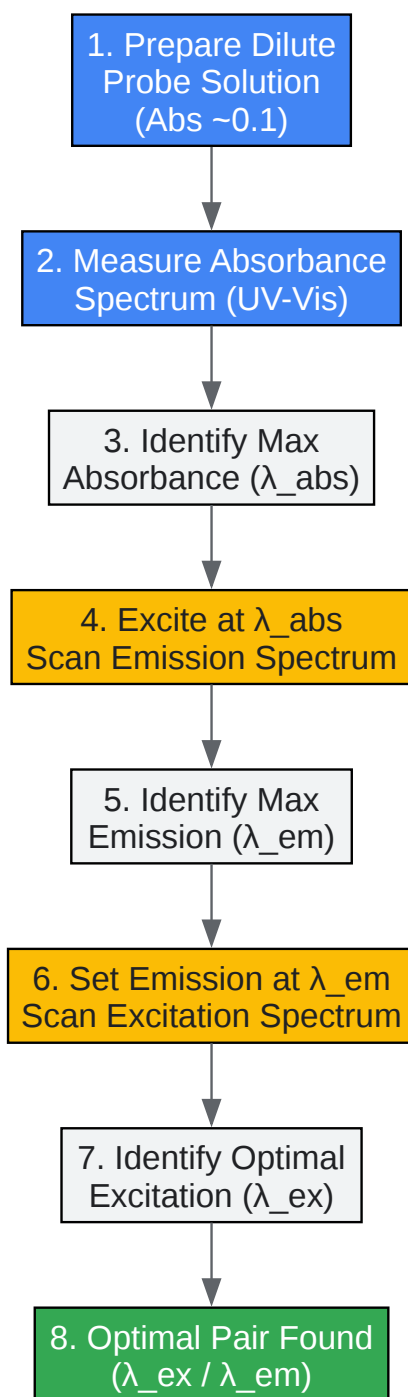 1. Prepare Dilute
Probe Solution
(Abs ~0.1)
2. Measure Absorbance
Spectrum (UV-Vis)
3. Identify Max
Absorbance (λ_abs)
4. Excite at λ_abs
Scan Emission Spectrum
5. Identify Max
Emission (λ_em)
6. Set Emission at λ_em
Scan Excitation Spectrum
7. Identify Optimal
Excitation (λ_ex)
8. Optimal Pair Found
(λ_ex / λ_em)